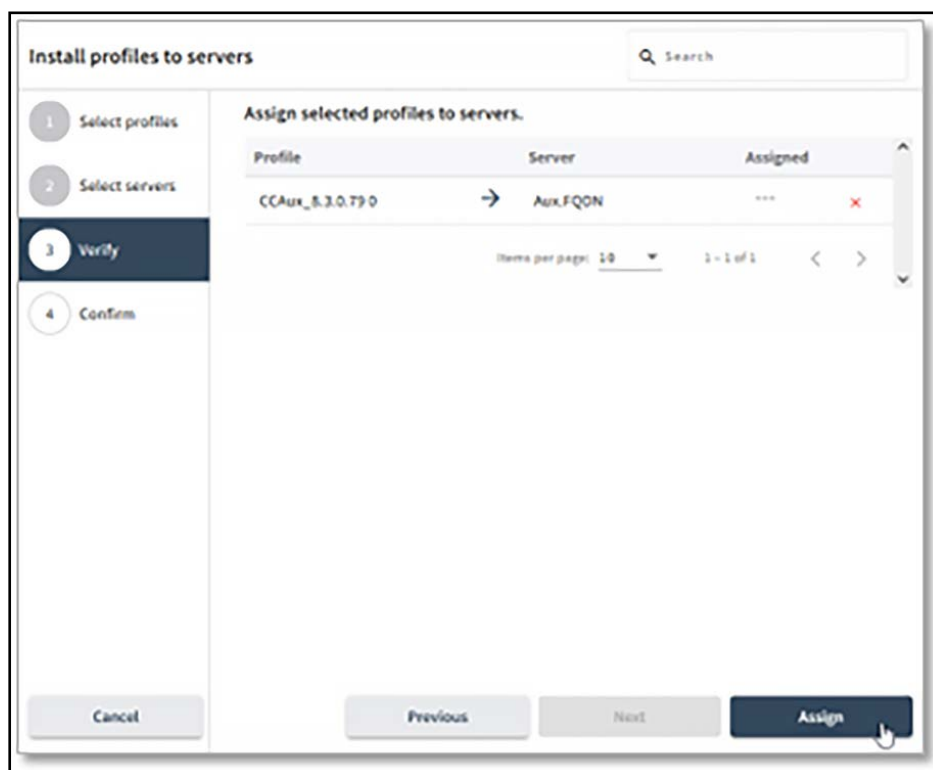 Install profiles to servers
Search
1 Select profiles
2 Select servers
3 Verify
4 Confirm
Assign selected profiles to servers.
Profile Server Assigned
CCAux_8.3.0.79 0 → Aux.FQDN ---
Items per page: 10 1 - 1 of 1
Cancel Previous Next Assign